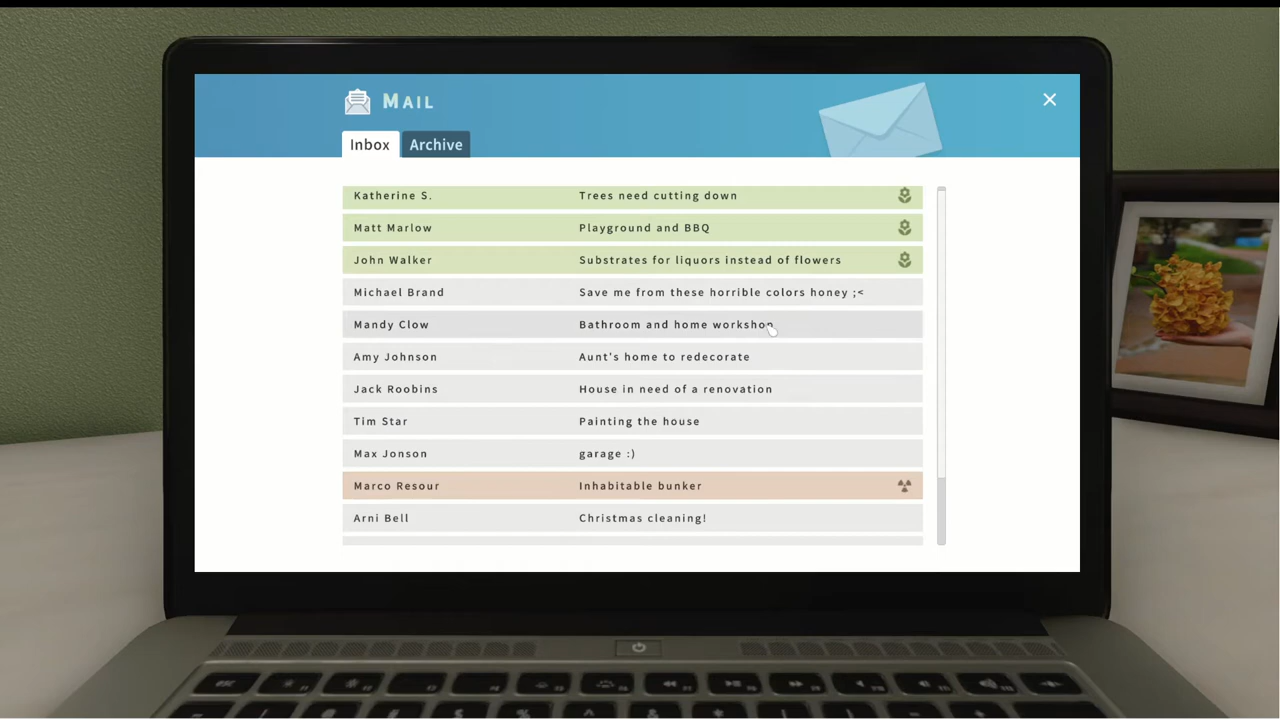 MAIL
Inbox Archive
Katherine S. Trees need cutting down
Matt Marlow Playground and BBQ
John Walker Substrates for liquors instead of flowers
Michael Brand Save me from these horrible colors honey ;<
Mandy Clow Bathroom and home workshop
Amy Johnson Aunt's home to redecorate
Jack Roobins House in need of a renovation
Tim Star Painting the house
Max Jonson garage :)
Marco Resour Inhabitable bunker
Arni Bell Christmas cleaning!
esc